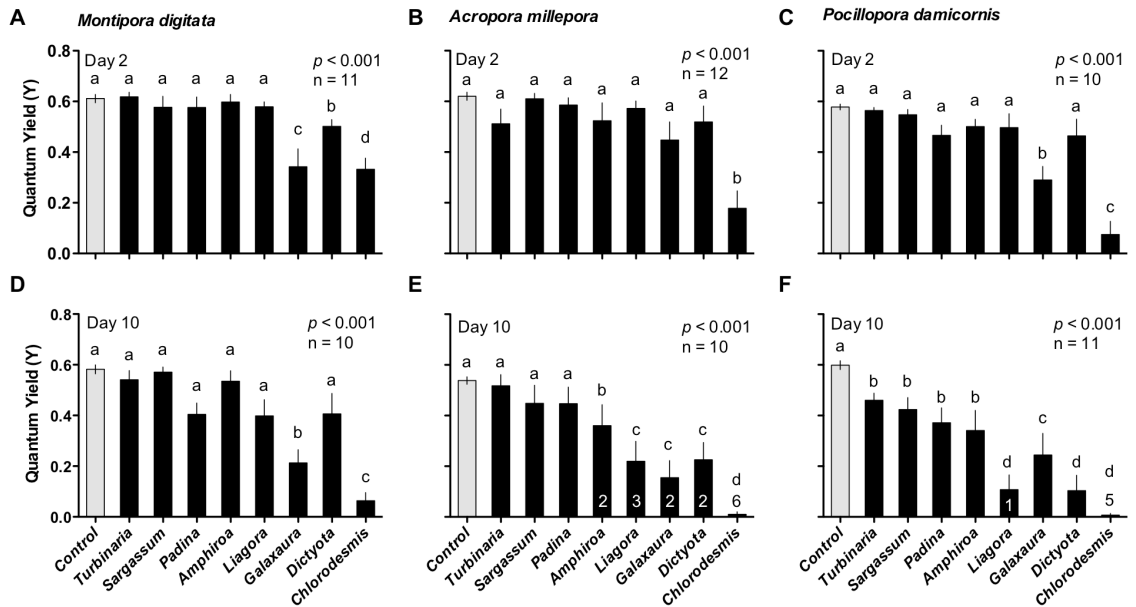 A Montipora digitata
B Acropora millepora
C Pocillopora damicornis
Quantum Yield (Y)
0.8
0.6
0.4
0.2
0.0
Day 2
p < 0.001
n = 11
a a a a a a c b d
Day 2
p < 0.001
n = 12
a a a a a a a a b
Day 2
p < 0.001
n = 10
a a a a a a b a c
D
E
F
Quantum Yield (Y)
0.8
0.6
0.4
0.2
0.0
Day 10
p < 0.001
n = 10
a a a a a a b a c
Control
Turbinaria
Sargassum
Padina
Amphiroa
Liagora
Galaxaura
Dictyota
Chlorodesmis
Day 10
p < 0.001
n = 10
a a a a b c c c d
2 3 2 2 6
Control
Turbinaria
Sargassum
Padina
Amphiroa
Liagora
Galaxaura
Dictyota
Chlorodesmis
Day 10
p < 0.001
n = 11
a b b b b d c d d
1 5
Control
Turbinaria
Sargassum
Padina
Amphiroa
Liagora
Galaxaura
Dictyota
Chlorodesmis